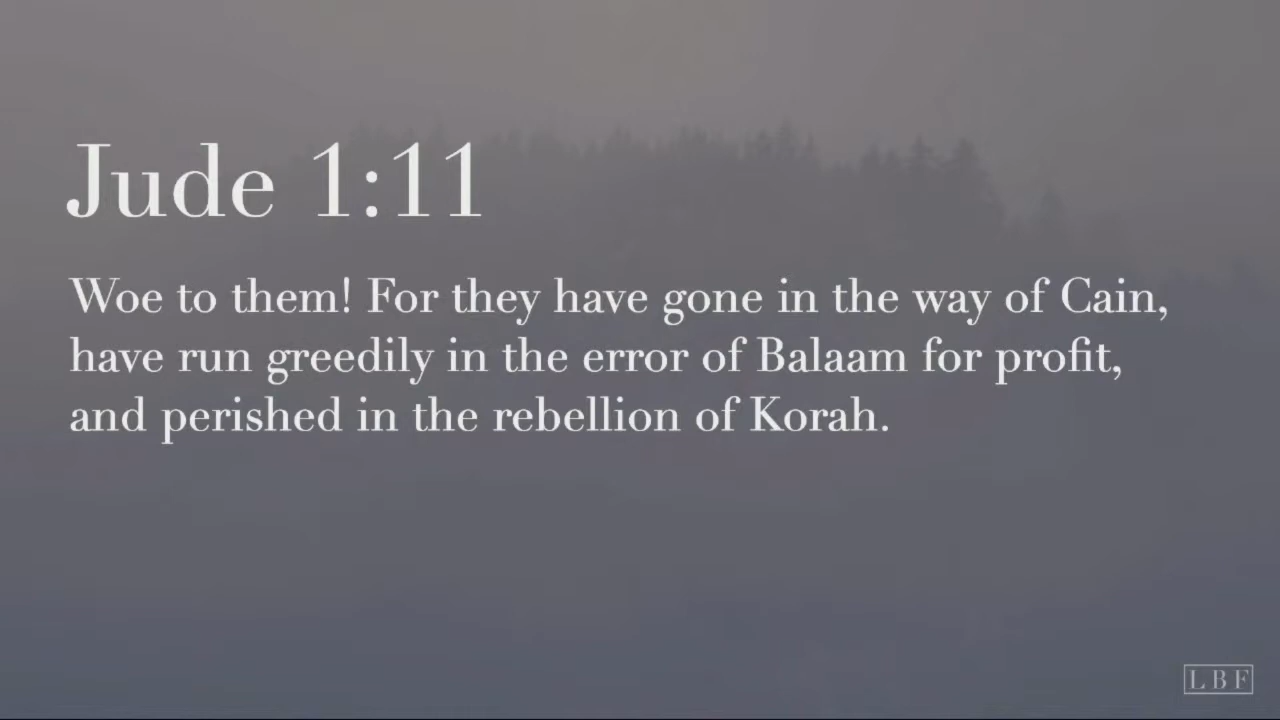 Jude 1:11
Woe to them! For they have gone in the way of Cain,
have run greedily in the error of Balaam for profit,
and perished in the rebellion of Korah.
LBF